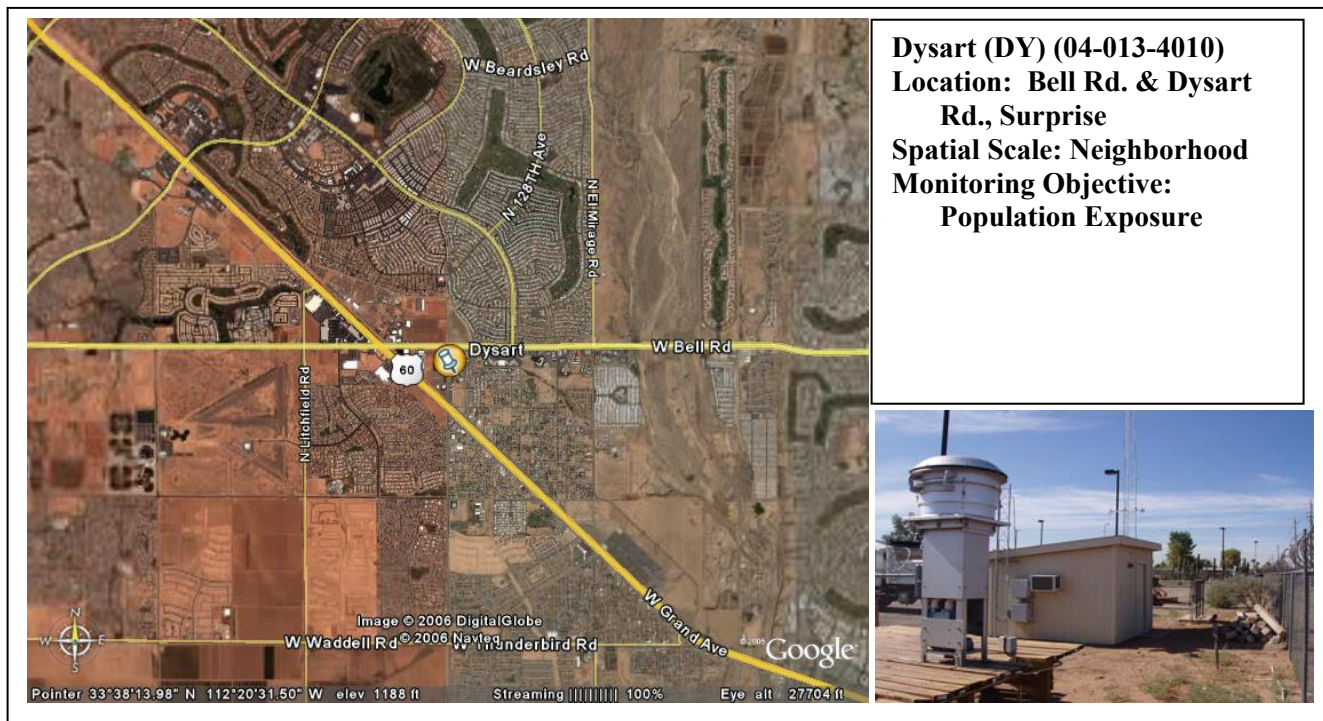 Dysart (DY) (04-013-4010)
Location: Bell Rd. & Dysart
Rd., Surprise
Spatial Scale: Neighborhood
Monitoring Objective:
Population Exposure
W Beardsley Rd
N 128TH Ave
N El Mirage Rd
Dysart
W Bell Rd
60
N Litchfield Rd
W Grand Ave
Image © 2006 DigitalGlobe
© 2006 Navteq
W Waddell Rd
Thunderbird Rd
Google
N
W E
S
Pointer 33°38'13.98" N 112°20'31.50" W elev 1188 ft
Streaming |||||||||| 100%
Eye alt 27704 ft